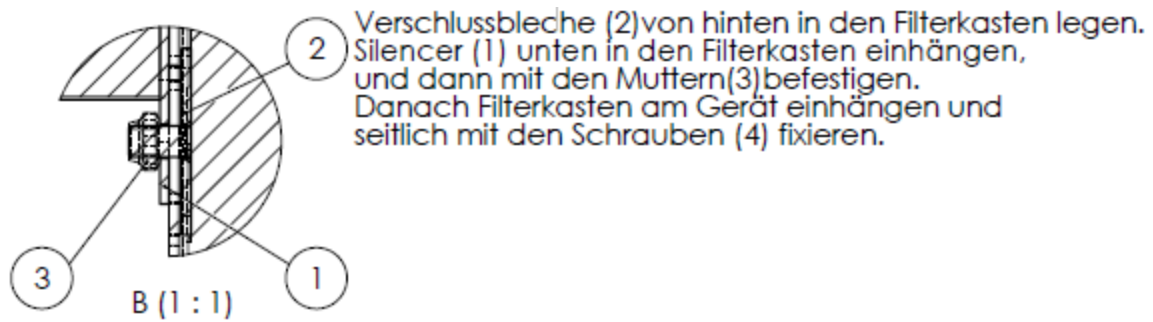 Verschlussbleche (2)von hinten in den Filterkasten legen.
2
Silencer (1) unten in den Filterkasten einhängen,
und dann mit den Muttern(3)befestigen.
Danach Filterkasten am Gerät einhängen und
seitlich mit den Schrauben (4) fixieren.
3
1
B (1 : 1)